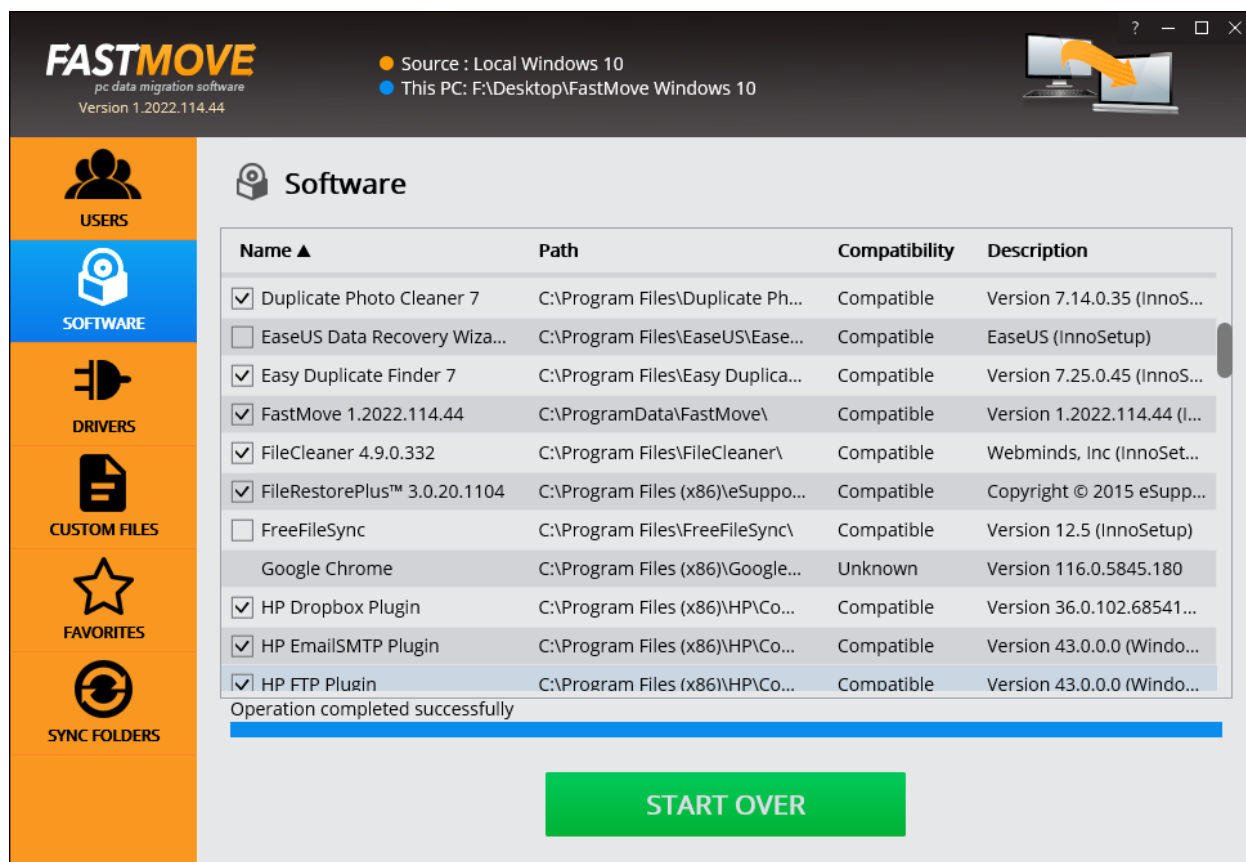 FASTMOVE
pc data migration software
Version 1.2022.114.44
Source : Local Windows 10
This PC: F:\Desktop\FastMove Windows 10
?
USERS
SOFTWARE
DRIVERS
CUSTOM FILES
FAVORITES
SYNC FOLDERS
Software
Name ▲ Path Compatibility Description
Duplicate Photo Cleaner 7 C:\Program Files\Duplicate Ph... Compatible Version 7.14.0.35 (InnoS...
EaseUS Data Recovery Wiza... C:\Program Files\EaseUS\Ease... Compatible EaseUS (InnoSetup)
Easy Duplicate Finder 7 C:\Program Files\Easy Duplica... Compatible Version 7.25.0.45 (InnoS...
FastMove 1.2022.114.44 C:\ProgramData\FastMove\ Compatible Version 1.2022.114.44 (I...
FileCleaner 4.9.0.332 C:\Program Files\FileCleaner\ Compatible Webminds, Inc (InnoSet...
FileRestorePlus™ 3.0.20.1104 C:\Program Files (x86)\eSuppo... Compatible Copyright © 2015 eSupp...
FreeFileSync C:\Program Files\FreeFileSync\ Compatible Version 12.5 (InnoSetup)
Google Chrome C:\Program Files (x86)\Google... Unknown Version 116.0.5845.180
HP Dropbox Plugin C:\Program Files (x86)\HP\Co... Compatible Version 36.0.102.68541...
HP EmailSMTP Plugin C:\Program Files (x86)\HP\Co... Compatible Version 43.0.0.0 (Windo...
HP FTP Plugin C:\Program Files (x86)\HP\Co... Compatible Version 43.0.0.0 (Windo...
Operation completed successfully
START OVER